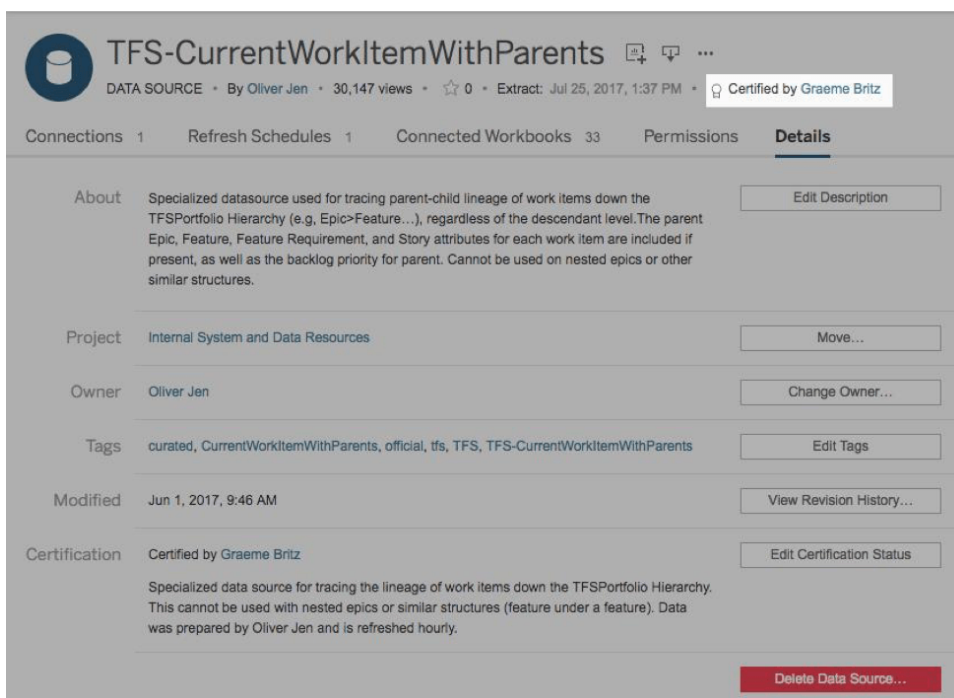 TFS-CurrentWorkItemWithParents
DATA SOURCE • By Oliver Jen • 30,147 views • 0 • Extract: Jul 25, 2017, 1:37 PM • Certified by Graeme Britz
Connections 1 Refresh Schedules 1 Connected Workbooks 33 Permissions Details
About
Specialized datasource used for tracing parent-child lineage of work items down the
TFSPortfolio Hierarchy (e.g, Epic>Feature…), regardless of the descendant level.The parent
Epic, Feature, Feature Requirement, and Story attributes for each work item are included if
present, as well as the backlog priority for parent. Cannot be used on nested epics or other
similar structures.
Edit Description
Project Internal System and Data Resources Move…
Owner Oliver Jen Change Owner…
Tags curated, CurrentWorkItemWithParents, official, tfs, TFS, TFS-CurrentWorkItemWithParents Edit Tags
Modified Jun 1, 2017, 9:46 AM View Revision History…
Certification Certified by Graeme Britz Edit Certification Status
Specialized data source for tracing the lineage of work items down the TFSPortfolio Hierarchy.
This cannot be used with nested epics or similar structures (feature under a feature). Data
was prepared by Oliver Jen and is refreshed hourly.
Delete Data Source…